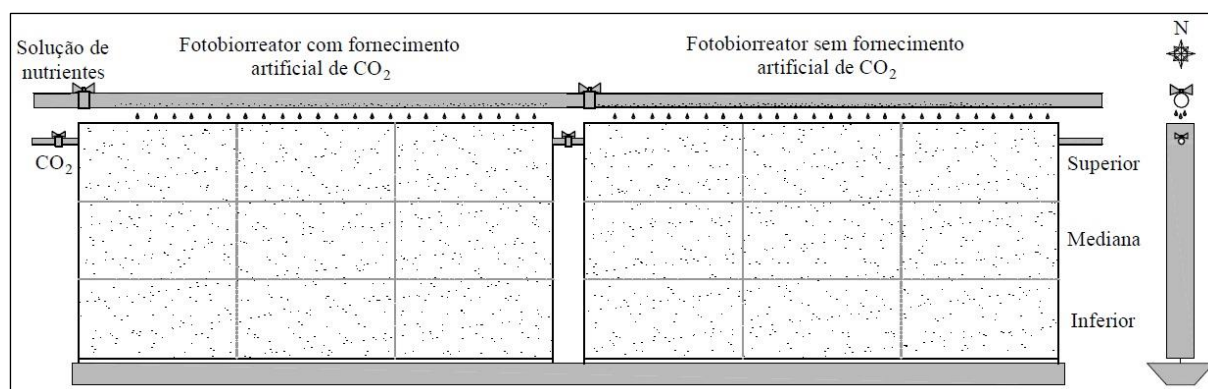 Solução de
nutrientes
Fotobiorreator com fornecimento
artificial de CO₂
Fotobiorreator sem fornecimento
artificial de CO₂
N
CO₂
Superior
Mediana
Inferior